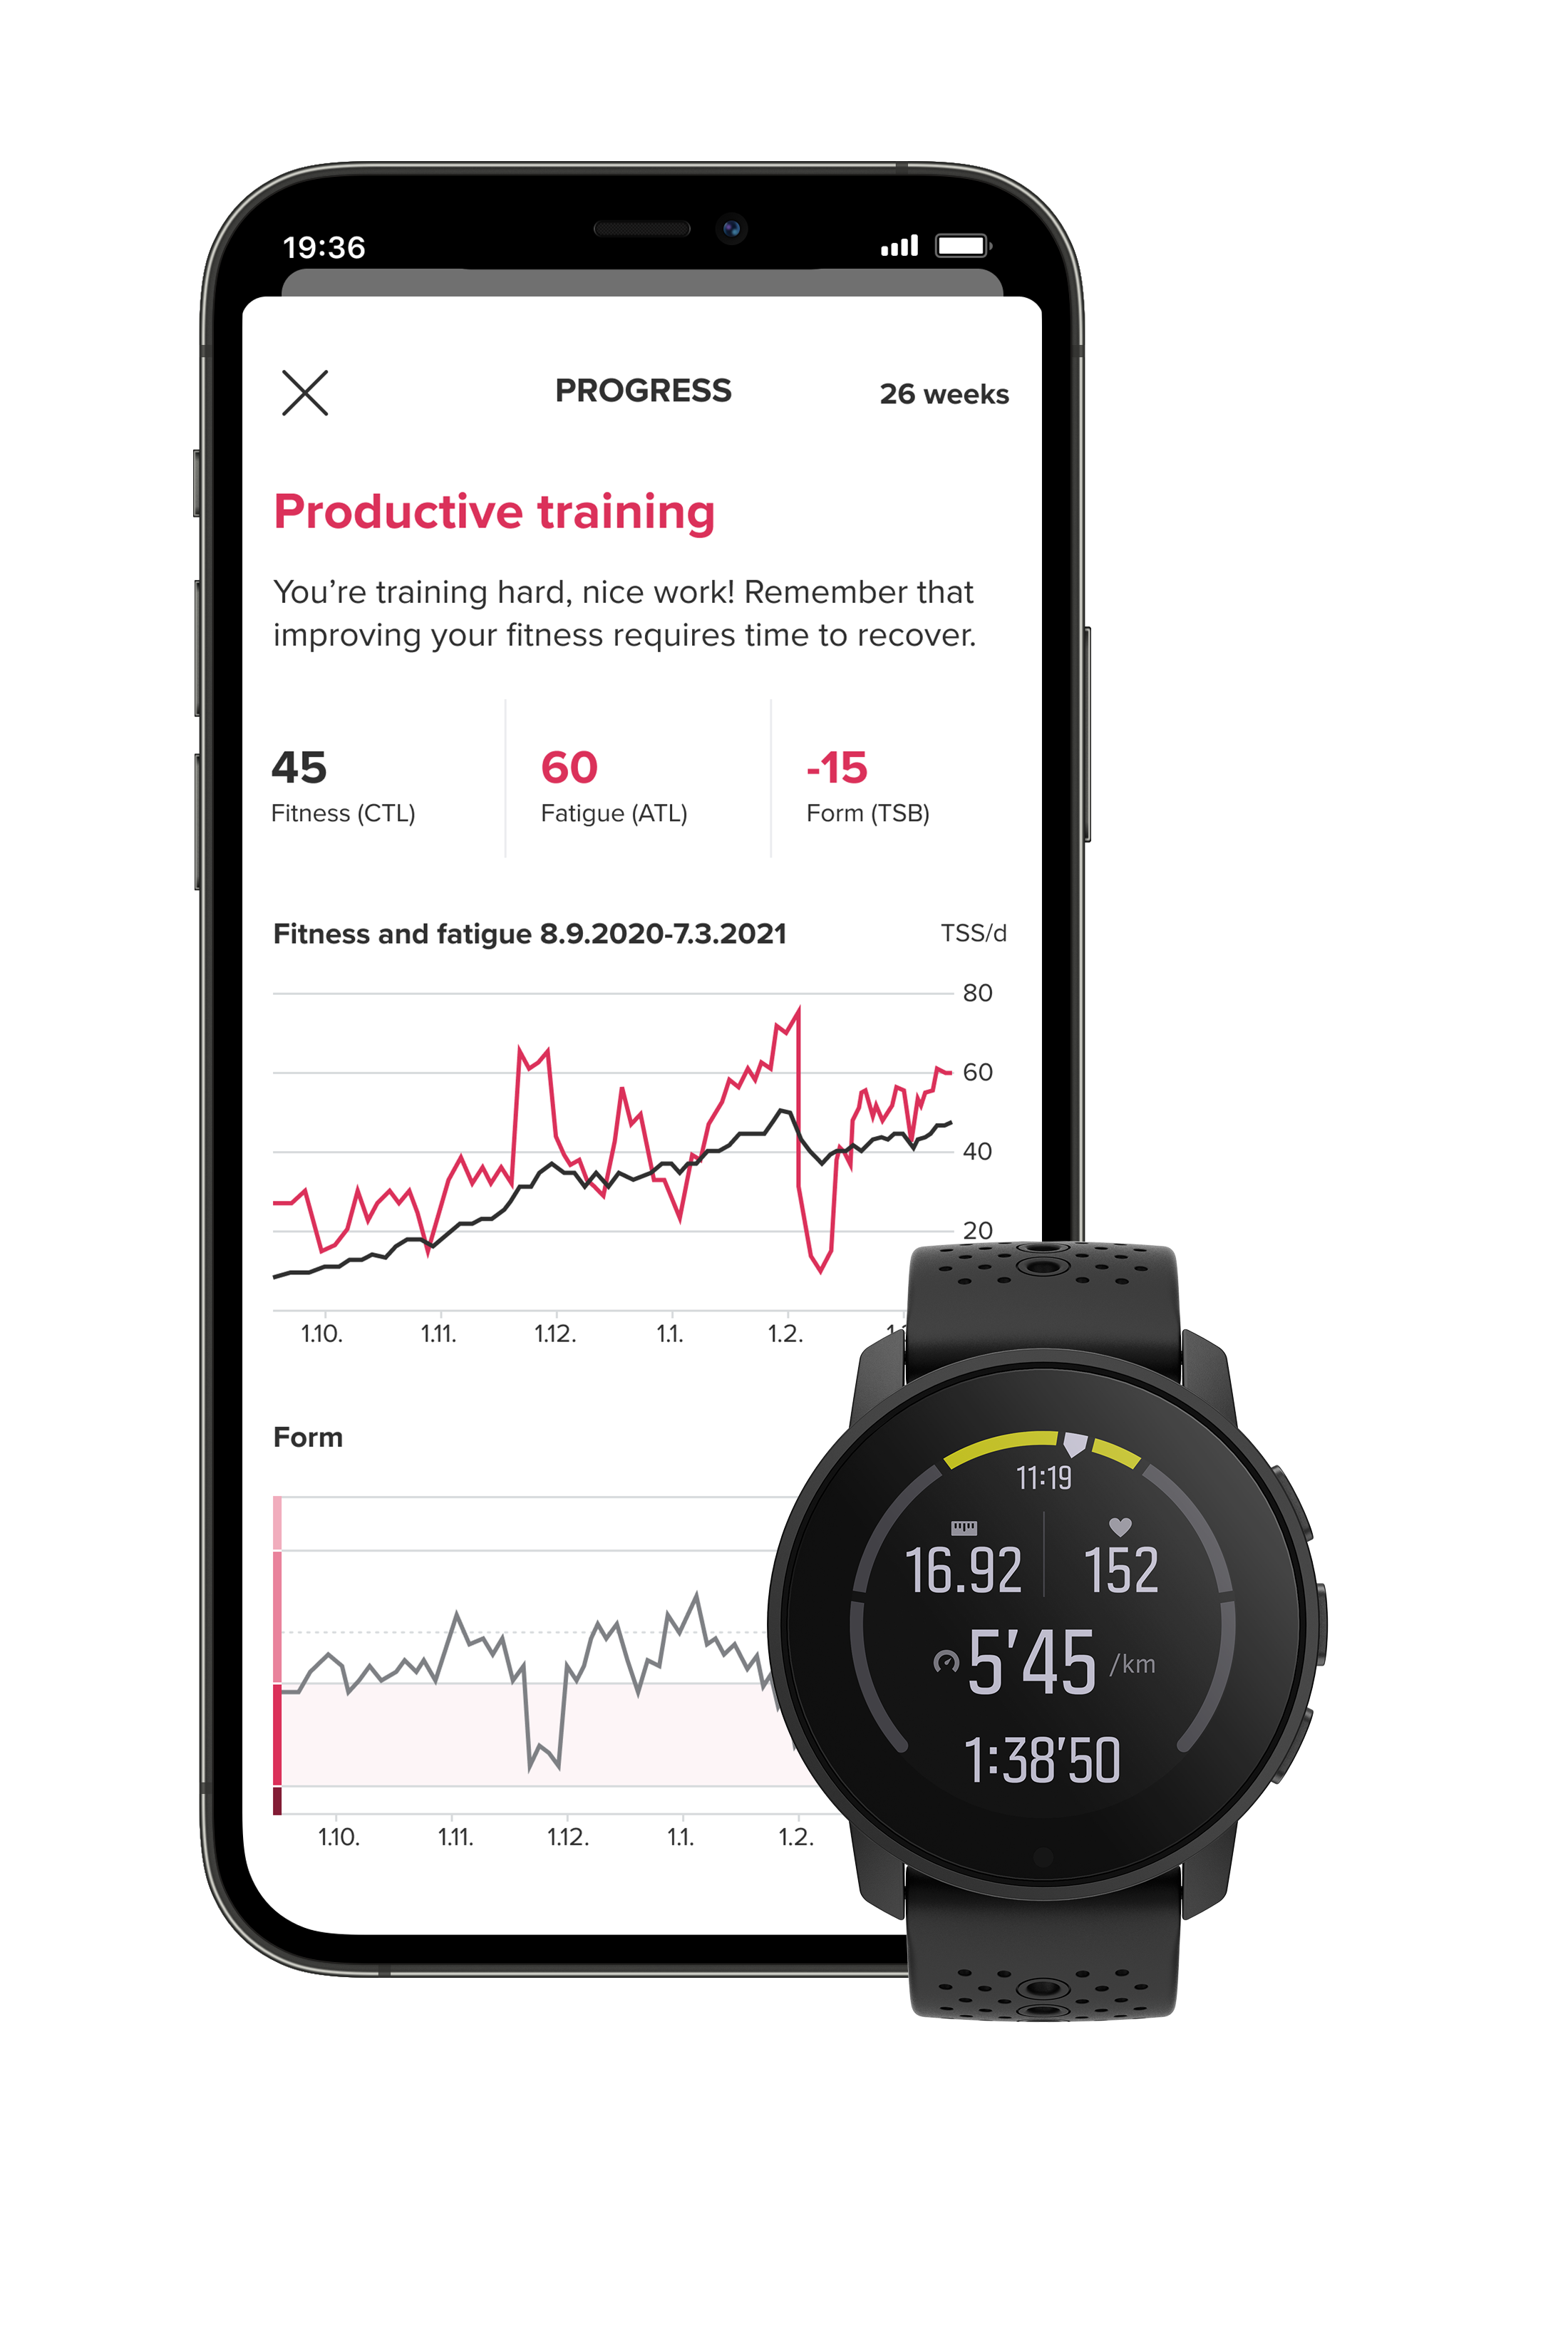 19:36
PROGRESS
26 weeks
Productive training
You're training hard, nice work! Remember that
improving your fitness requires time to recover.
45
60
-15
Fitness (CTL)
Fatigue (ATL)
Form (TSB)
Fitness and fatigue 8.9.2020-7.3.2021
TSS/d
80
60
40
20
1.10.
1.11.
1.12.
1.1.
1.2.
Form
1.10.
1.11.
1.12.
1.1.
1.2.
11:19
16.92
152
5'45 /km
1:38'50